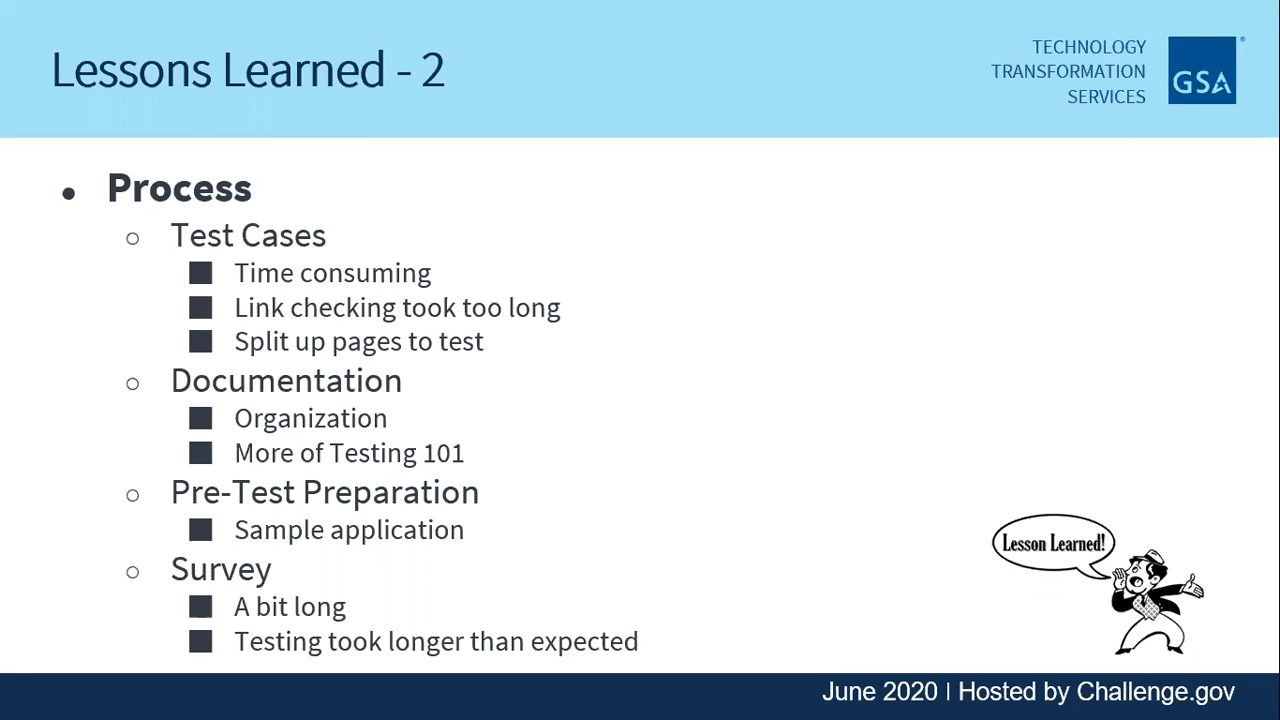 Lessons Learned - 2
TECHNOLOGY
TRANSFORMATION
SERVICES
GSA
Process
Test Cases
Time consuming
Link checking took too long
Split up pages to test
Documentation
Organization
More of Testing 101
Pre-Test Preparation
Sample application
Survey
A bit long
Testing took longer than expected
Lesson Learned!
June 2020 | Hosted by Challenge.gov